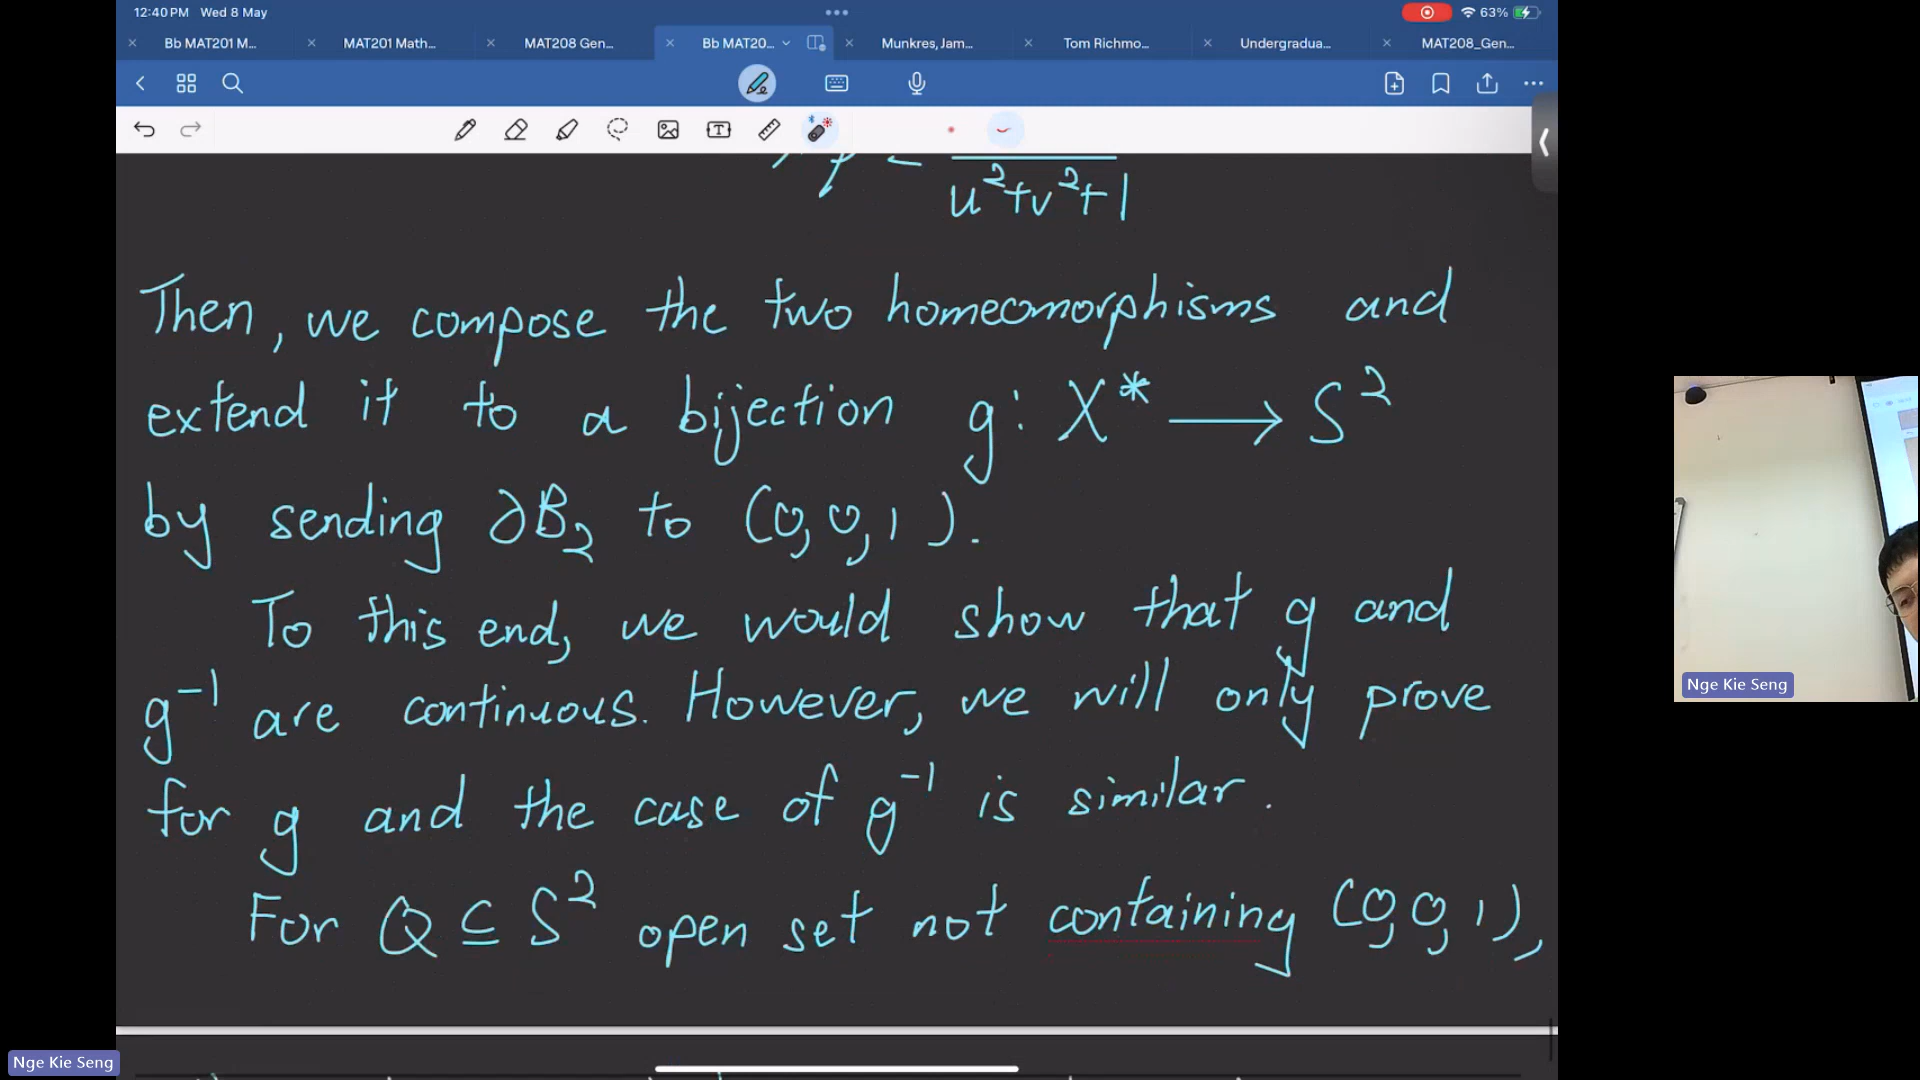 12:40 PM Wed 8 May
63%
Bb MAT201 M...
MAT201 Math...
MAT208 Gen...
Bb MAT20...
Munkres, Jam...
Tom Richmo...
Undergradua...
MAT208_Gen...
u²+v²+1
Then, we compose the two homeomorphisms and
extend it to a bijection g: X* → S²
by sending ∂B₂ to (0,0,1).
To this end, we would show that g and
g⁻¹ are continuous. However, we will only prove
for g and the case of g⁻¹ is similar.
For Q ⊆ S² open set not containing (0,0,1),
Nge Kie Seng
Nge Kie Seng